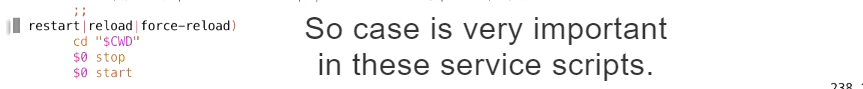 ;;
restart|reload|force-reload)
cd "$CWD"
$0 stop
$0 start
So case is very important
in these service scripts.